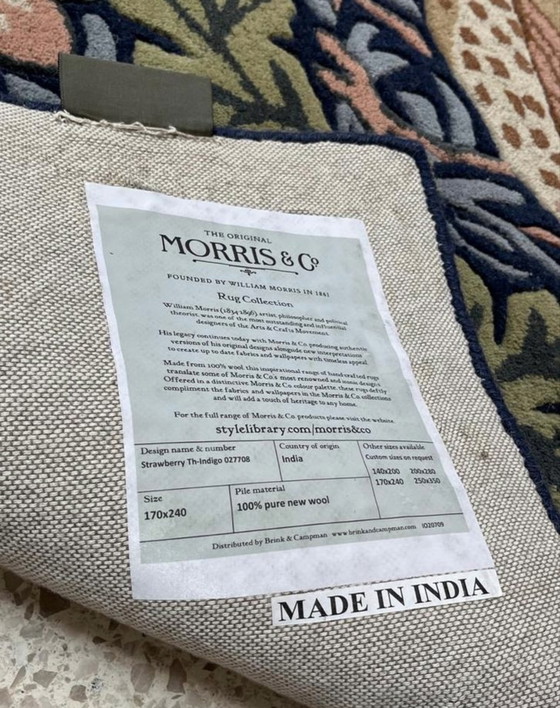 THE ORIGINAL
MORRIS & Co
FOUNDED BY WILLIAM MORRIS IN 1861
Rug Collection
William Morris (1834-1896), artist, philosopher and political
theorist, was one of the most outstanding and influential
designers of the Arts & Crafts Movement.
His legacy continues today with Morris & Co. producing authentic
versions of his original designs alongside new interpretations
to create up to date fabrics and wallpapers with timeless appeal.
Made from 100% wool this inspirational range of hand crafted rugs
translate some of Morris & Co's most renowned and iconic designs.
Offered in a distinctive Morris & Co colour palette, these rugs deftly
compliment the fabrics and wallpapers in the Morris & Co collections
and will add a touch of heritage to any home.
For the full range of Morris & Co. products please visit the website.
stylelibrary.com/morris&co
Design name & number
Strawberry Th-Indigo 027708
Country of origin
India
Other sizes available
Custom sizes on request
140x200 200x280
170x240 250x350
Size
170x240
Pile material
100% pure new wool
Distributed by Brink & Campman www.brinkandcampman.com IO20709
MADE IN INDIA